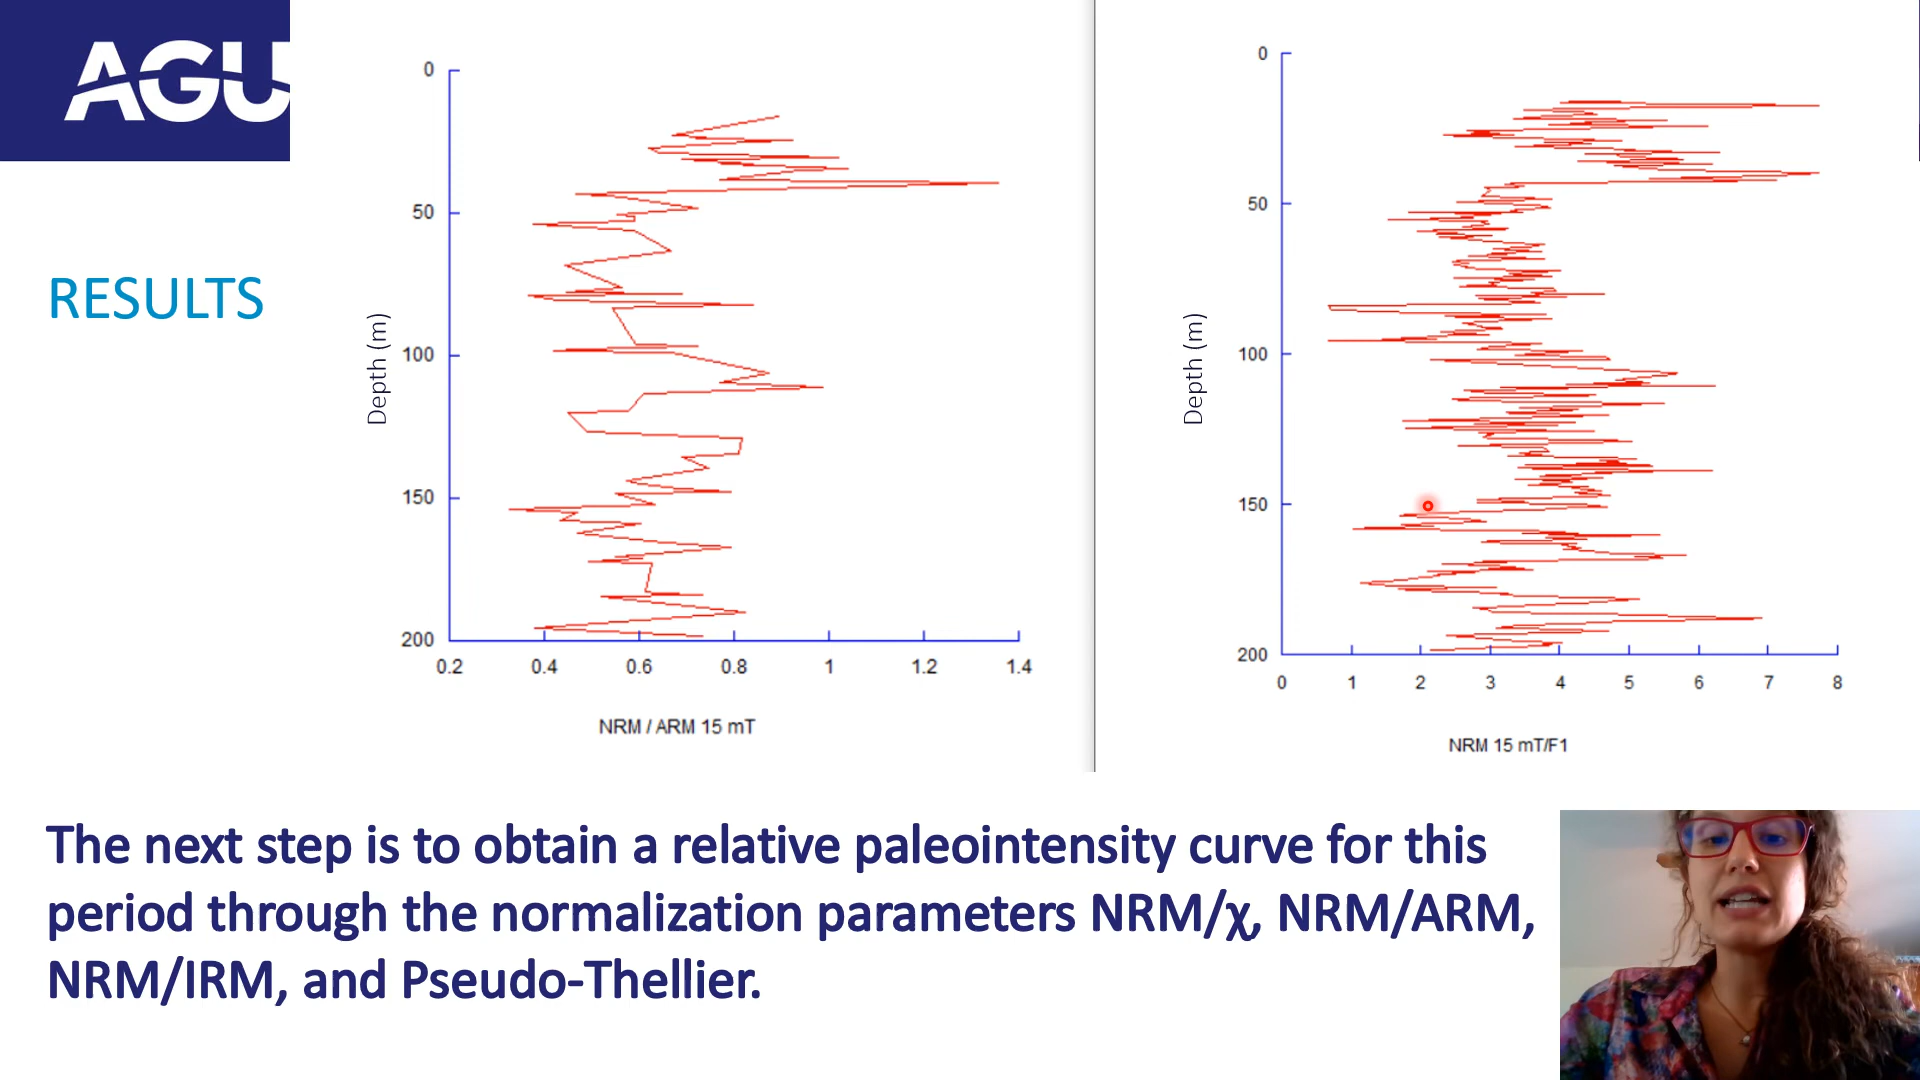 AGU
RESULTS
0
50
100
150
200
Depth (m)
0.2 0.4 0.6 0.8 1 1.2 1.4
NRM / ARM 15 mT
0
50
100
150
200
Depth (m)
0 1 2 3 4 5 6 7 8
NRM 15 mT/F1
The next step is to obtain a relative paleointensity curve for this
period through the normalization parameters NRM/χ, NRM/ARM,
NRM/IRM, and Pseudo-Thellier.